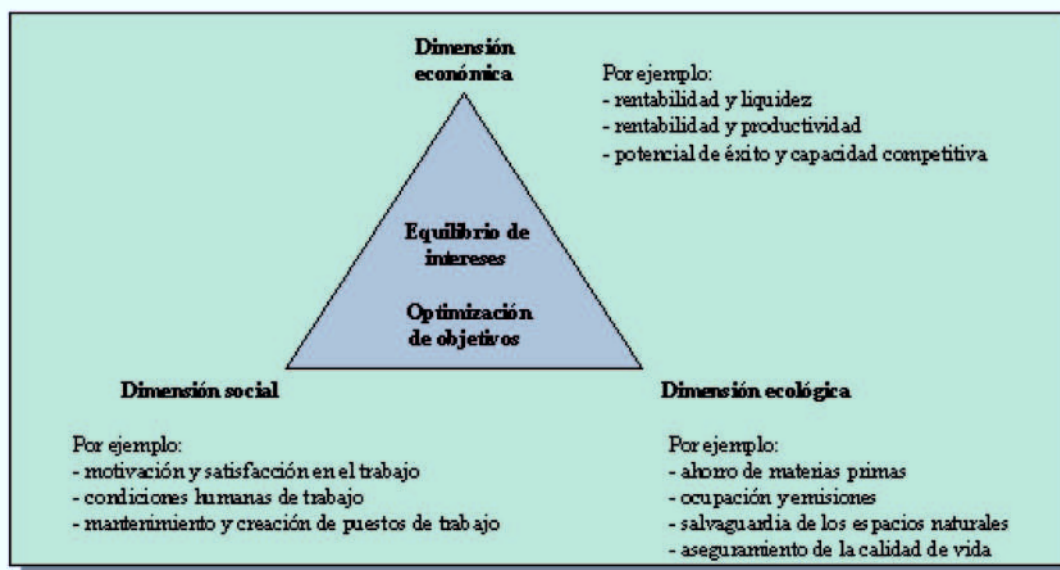 Dimensión
económica
Por ejemplo:
- rentabilidad y liquidez
- rentabilidad y productividad
- potencial de éxito y capacidad competitiva
Equilibrio de
intereses
Optimización
de objetivos
Dimensión social
Por ejemplo:
- motivación y satisfacción en el trabajo
- condiciones humanas de trabajo
- mantenimiento y creación de puestos de trabajo
Dimensión ecológica
Por ejemplo:
- ahorro de materias primas
- ocupación y emisiones
- salvaguardia de los espacios naturales
- aseguramiento de la calidad de vida